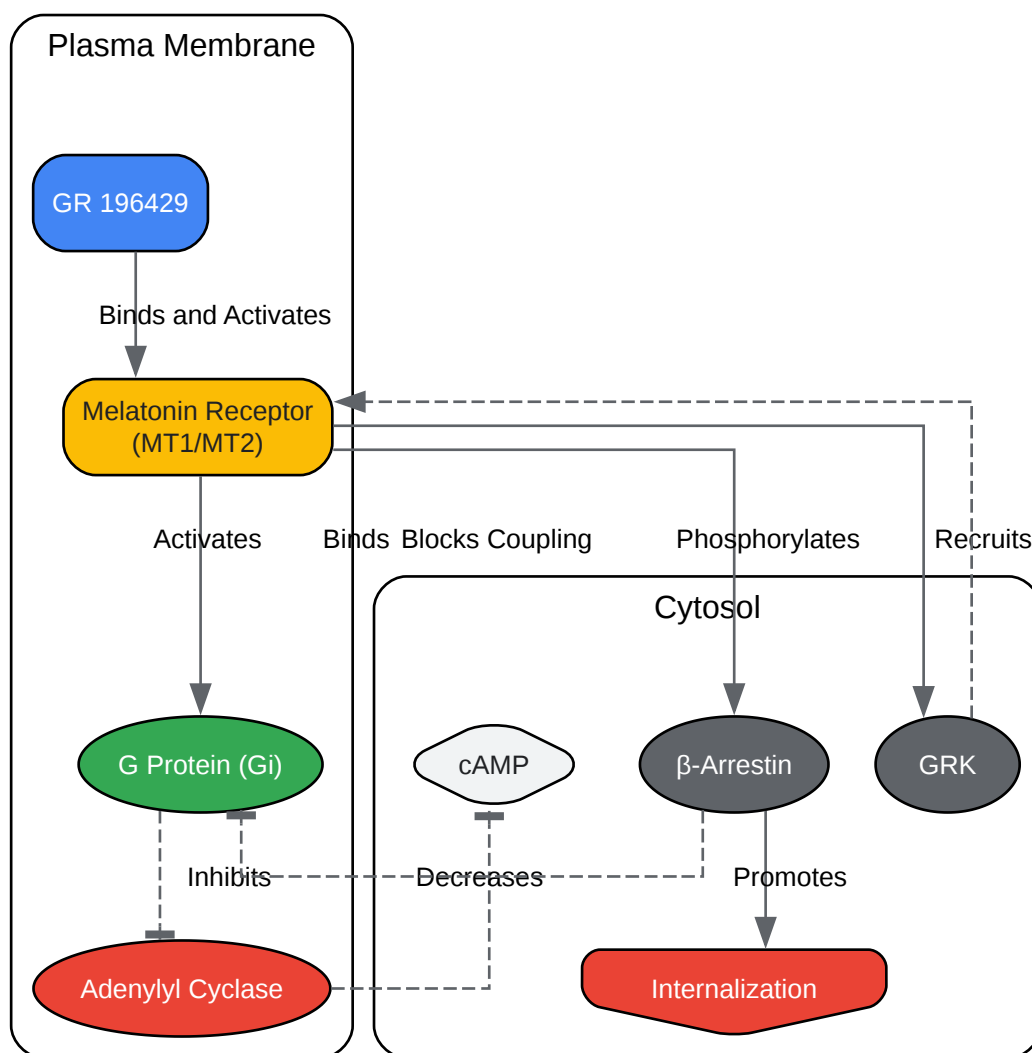 Plasma Membrane
GR 196429
Binds and Activates
Melatonin Receptor
(MT1/MT2)
Activates
Binds
Blocks Coupling
Phosphorylates
Recruits
Cytosol
G Protein (Gi)
cAMP
β-Arrestin
GRK
Inhibits
Decreases
Promotes
Adenylyl Cyclase
Internalization